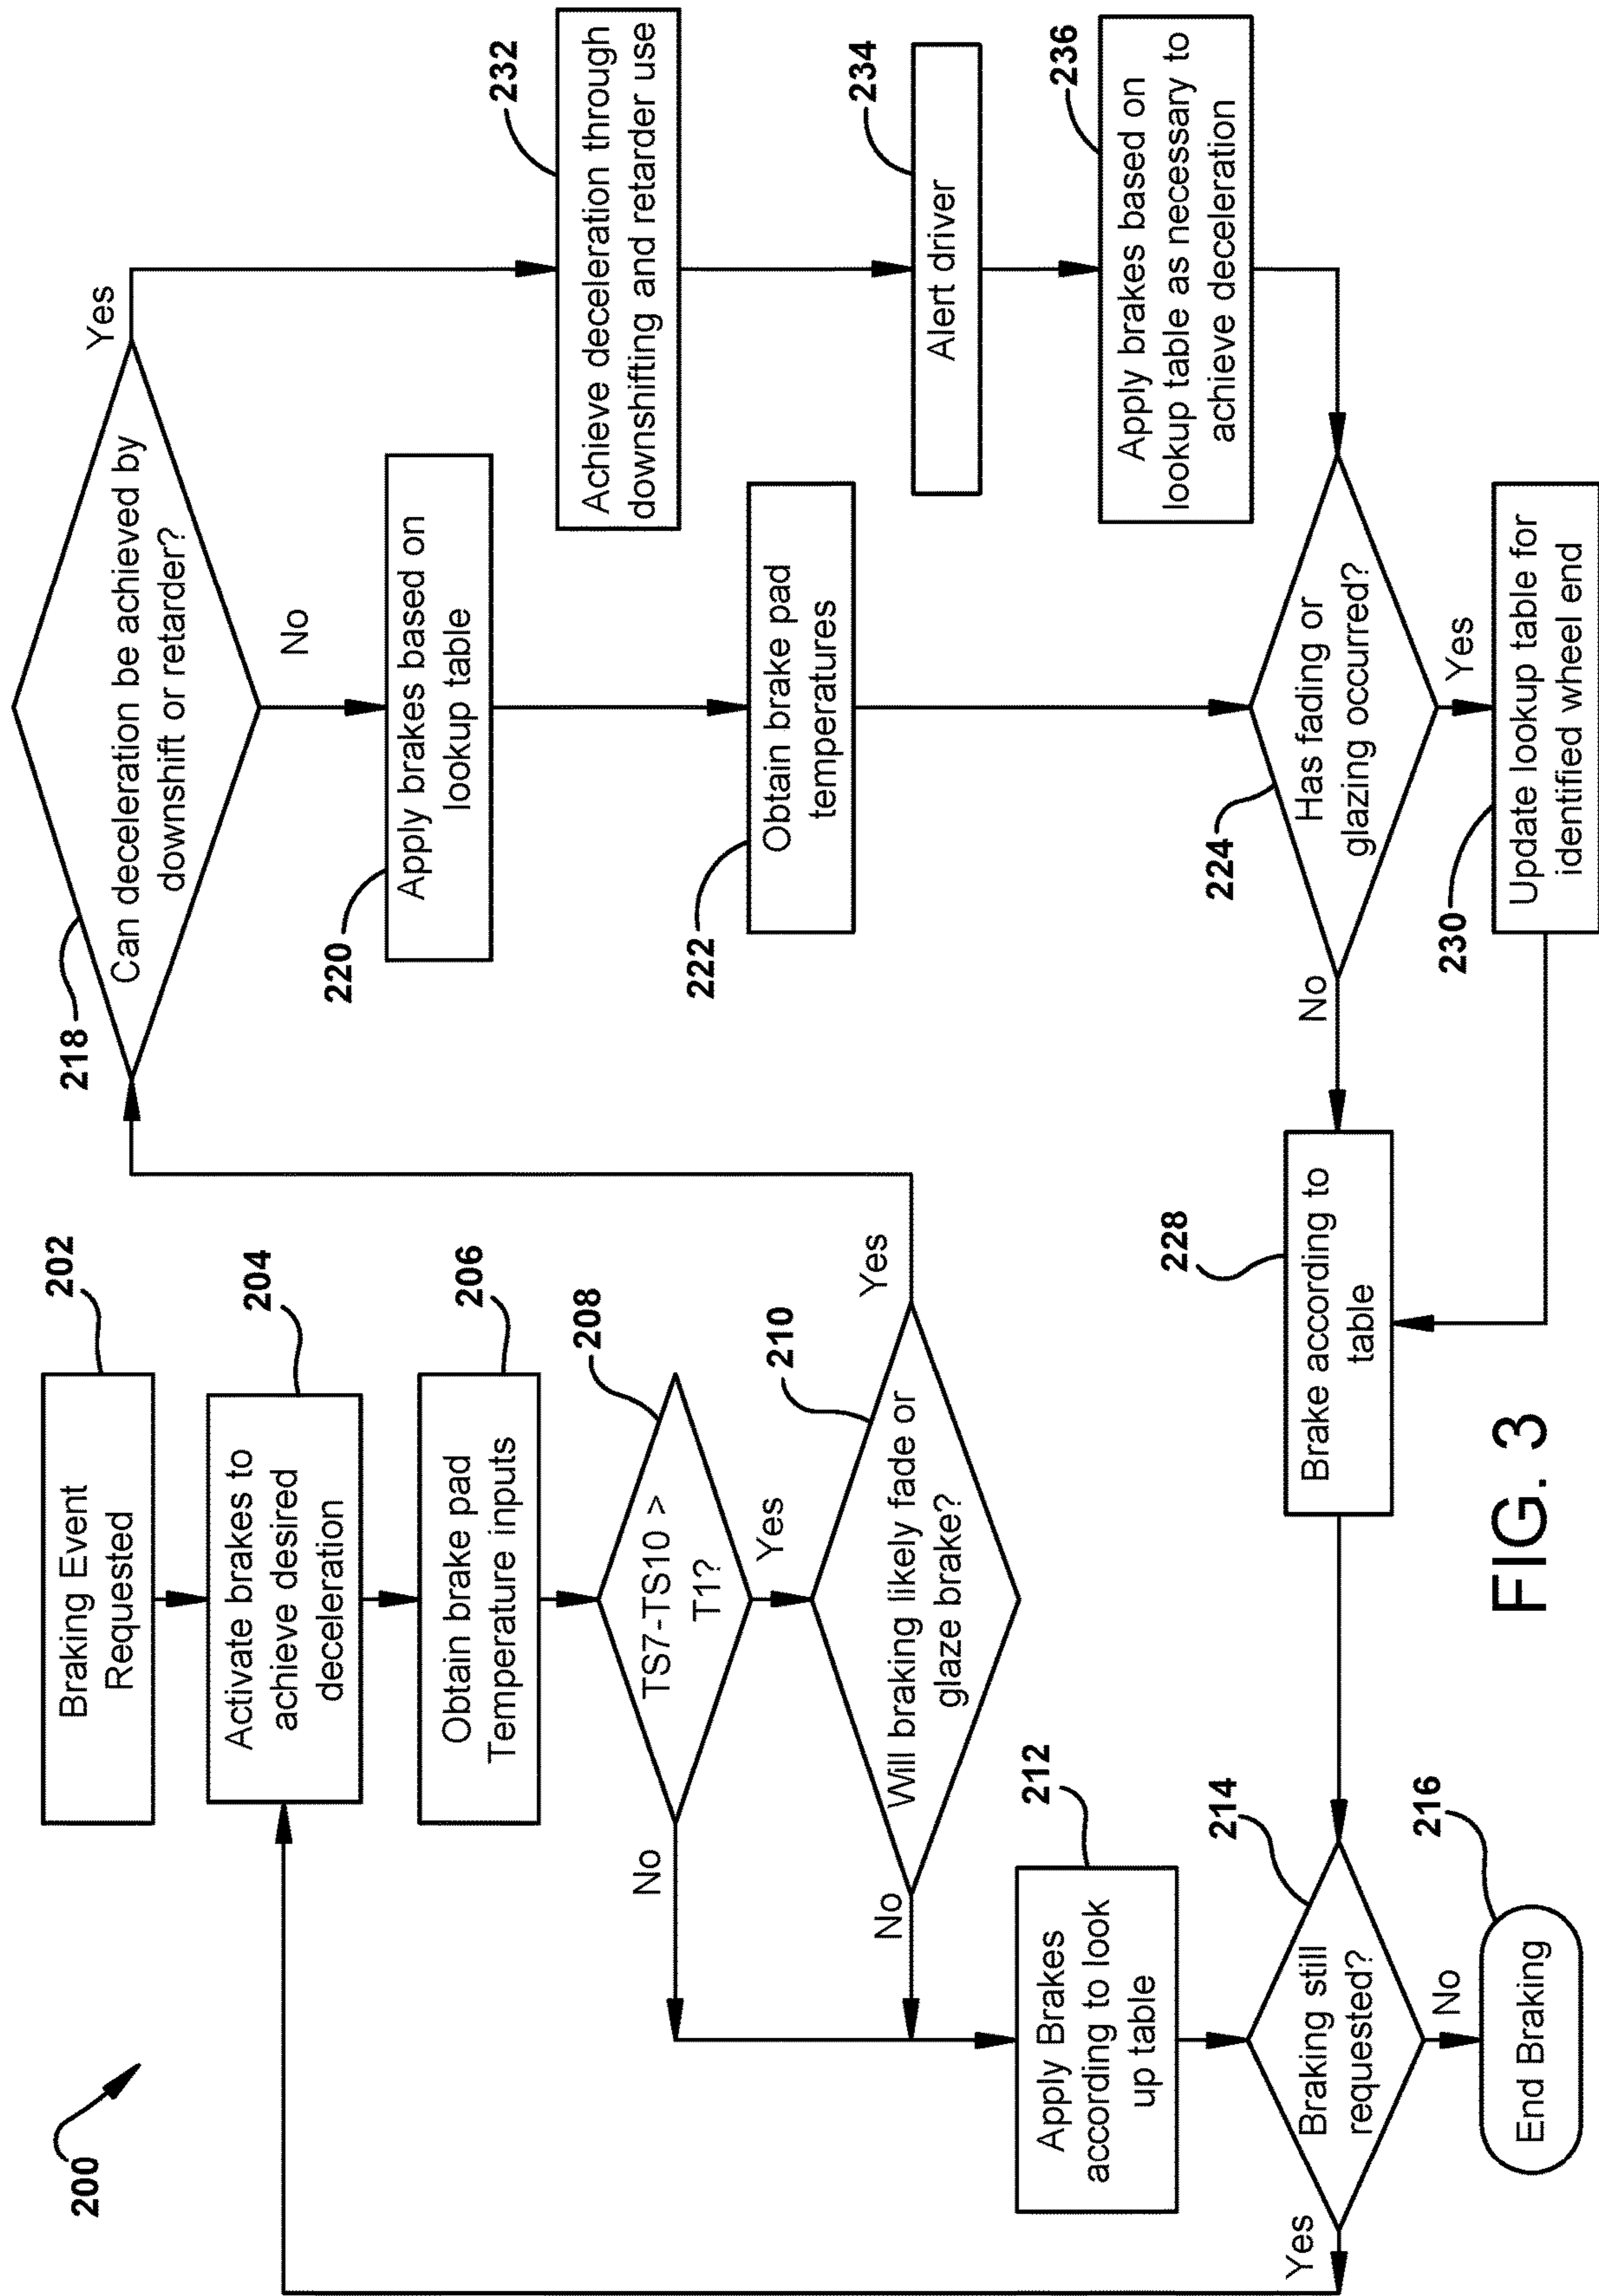 200
Braking Event
Requested
202
Activate brakes to
achieve desired
deceleration
204
Obtain brake pad
Temperature inputs
206
TS7-TS10 >
T1?
208
No
Yes
Will braking likely fade or
glaze brake?
210
No
Yes
Apply Brakes
according to look
up table
212
Braking still
requested?
214
Yes
No
End Braking
216
218
Can deceleration be achieved by
downshift or retarder?
Yes
No
220
Apply brakes based on
lookup table
222
Obtain brake pad
temperatures
232
Achieve deceleration through
downshifting and retarder use
234
Alert driver
236
Apply brakes based on
lookup table as necessary to
achieve deceleration
224
Has fading or
glazing occurred?
No
Yes
228
Brake according to
table
230
Update lookup table for
identified wheel end
FIG. 3